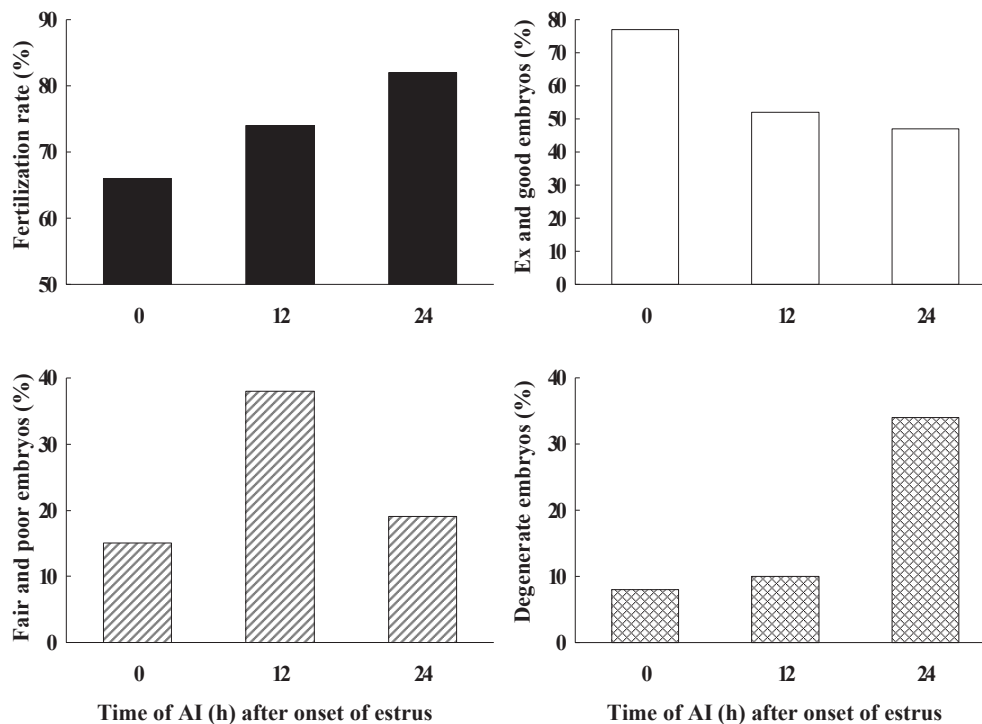 Fertilization rate (%)
90
80
70
60
50
0 12 24
Ex and good embryos (%)
80
70
60
50
40
30
20
10
0
0 12 24
Fair and poor embryos (%)
40
30
20
10
0
0 12 24
Time of AI (h) after onset of estrus
Degenerate embryos (%)
40
30
20
10
0
0 12 24
Time of AI (h) after onset of estrus